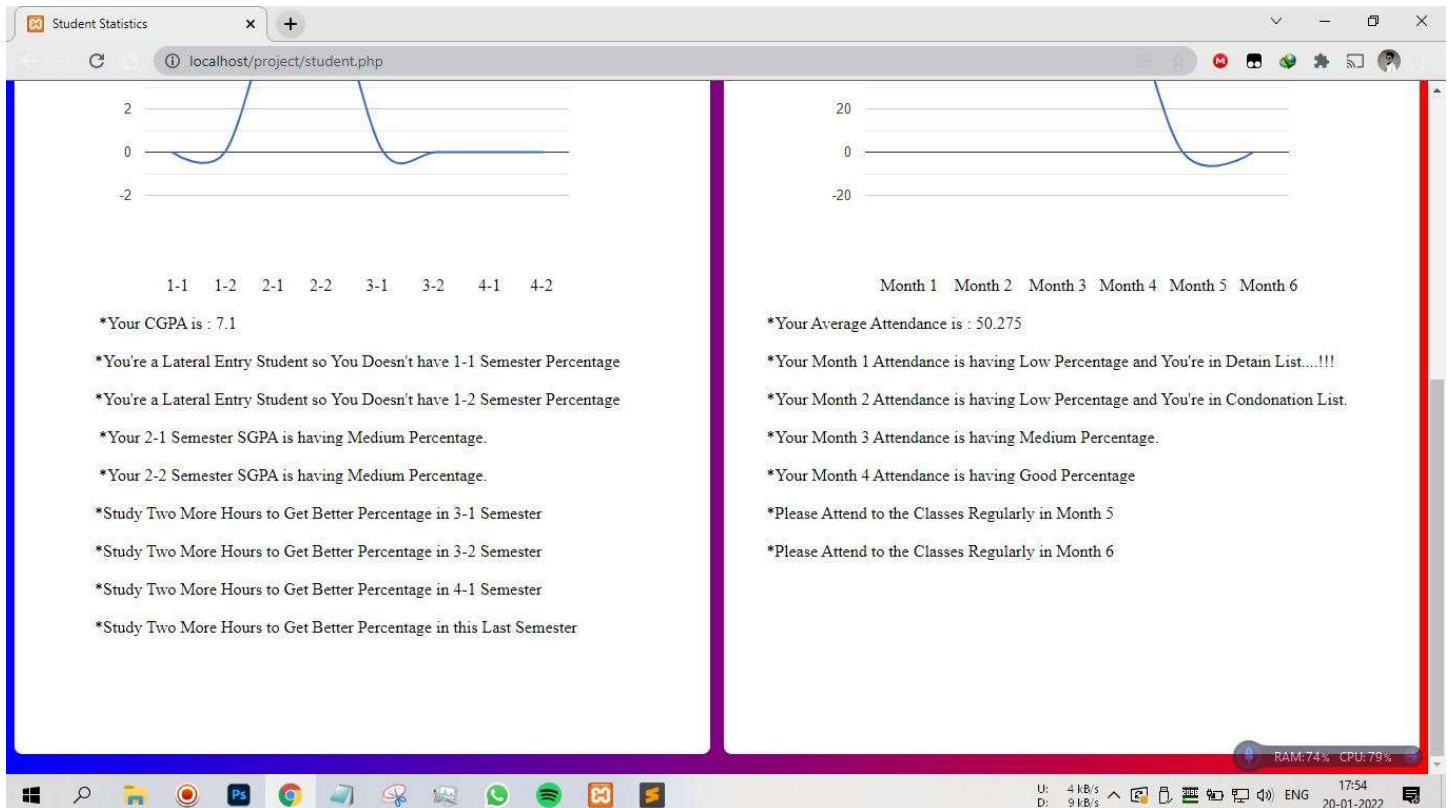 Student Statistics
localhost/project/student.php
2
0
-2
1-1 1-2 2-1 2-2 3-1 3-2 4-1 4-2
*Your CGPA is : 7.1
*You're a Lateral Entry Student so You Doesn't have 1-1 Semester Percentage
*You're a Lateral Entry Student so You Doesn't have 1-2 Semester Percentage
*Your 2-1 Semester SGPA is having Medium Percentage.
*Your 2-2 Semester SGPA is having Medium Percentage.
*Study Two More Hours to Get Better Percentage in 3-1 Semester
*Study Two More Hours to Get Better Percentage in 3-2 Semester
*Study Two More Hours to Get Better Percentage in 4-1 Semester
*Study Two More Hours to Get Better Percentage in this Last Semester
20
0
-20
Month 1 Month 2 Month 3 Month 4 Month 5 Month 6
*Your Average Attendance is : 50.275
*Your Month 1 Attendance is having Low Percentage and You're in Detain List....!!!
*Your Month 2 Attendance is having Low Percentage and You're in Condonation List.
*Your Month 3 Attendance is having Medium Percentage.
*Your Month 4 Attendance is having Good Percentage
*Please Attend to the Classes Regularly in Month 5
*Please Attend to the Classes Regularly in Month 6
RAM:74% CPU:79%
Ps
U: 4 kB/s
D: 9 kB/s
ENG
17:54
20-01-2022